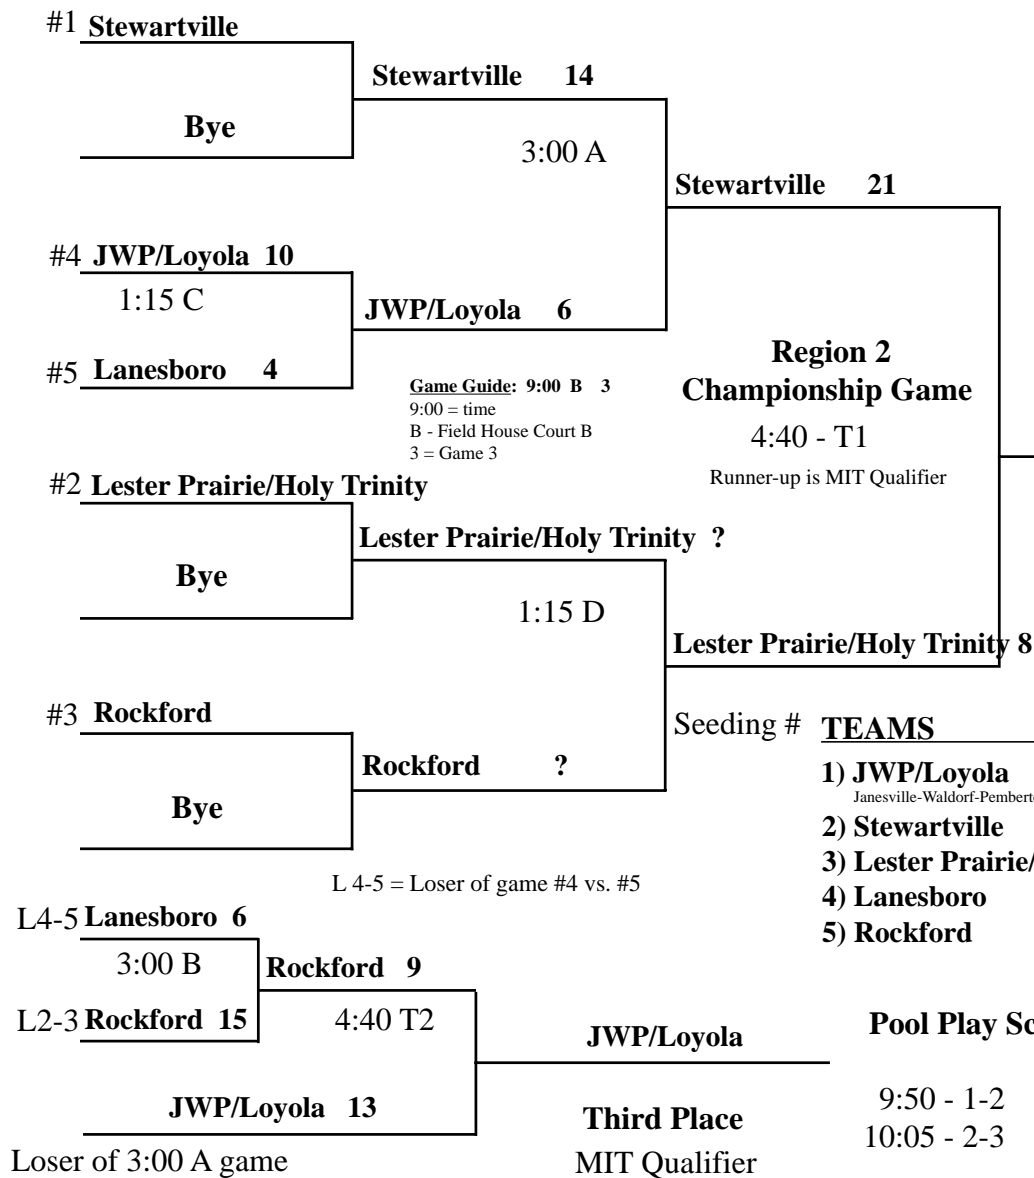 #1 Stewartville
Stewartville 14
Bye
3:00 A
Stewartville 21
#4 JWP/Loyola 10
1:15 C
JWP/Loyola 6
#5 Lanesboro 4
Region 2
Championship Game
4:40 - T1
Runner-up is MIT Qualifier
Game Guide: 9:00 B 3
9:00 = time
B - Field House Court B
3 = Game 3
#2 Lester Prairie/Holy Trinity
Lester Prairie/Holy Trinity ?
Bye
1:15 D
Lester Prairie/Holy Trinity 8
#3 Rockford
Rockford ?
Bye
Seeding # TEAMS
1) JWP/Loyola
Janesville-Waldorf-Pemberto
2) Stewartville
3) Lester Prairie/
4) Lanesboro
5) Rockford
L 4-5 = Loser of game #4 vs. #5
L4-5 Lanesboro 6
3:00 B
Rockford 9
L2-3 Rockford 15
4:40 T2
JWP/Loyola
JWP/Loyola 13
Third Place
MIT Qualifier
Loser of 3:00 A game
Pool Play Sc
9:50 - 1-2
10:05 - 2-3